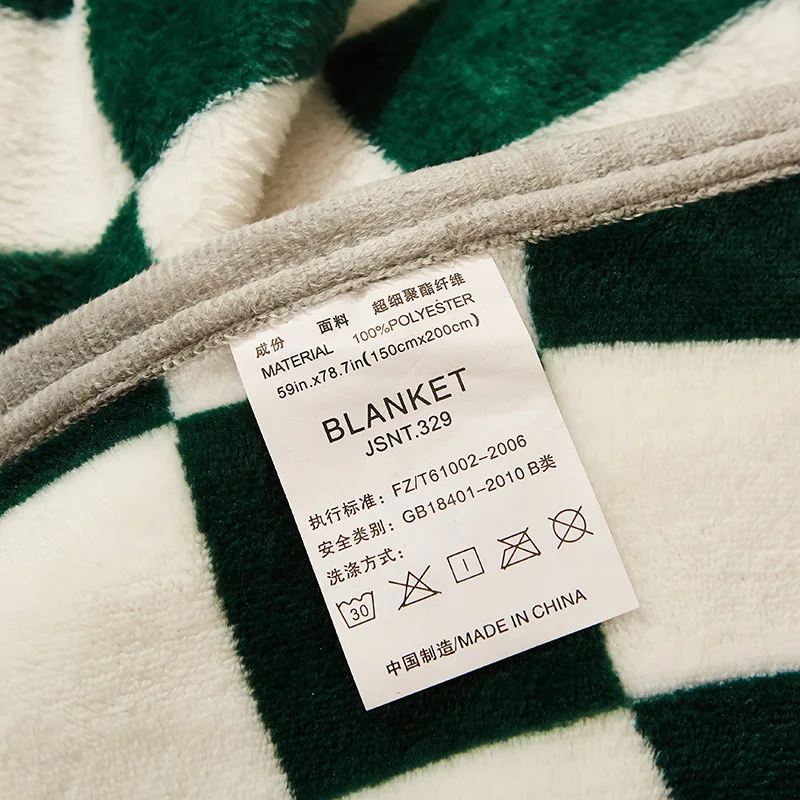 成份 面料 超细聚酯纤维
MATERIAL 100%POLYESTER
59in.x78.7in(150cmx200cm)
BLANKET
JSNT.329
执行标准: FZ/T61002-2006
安全类别: GB18401-2010 B类
洗涤方式:
30
中国制造/MADE IN CHINA